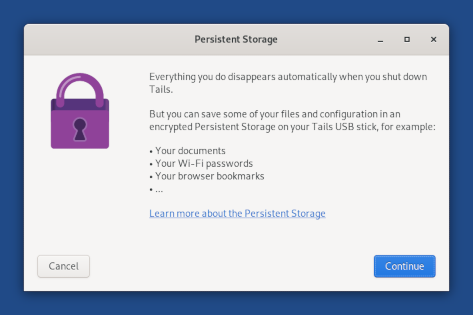 Persistent Storage
Everything you do disappears automatically when you shut down
Tails.
But you can save some of your files and configuration in an
encrypted Persistent Storage on your Tails USB stick, for example:
• Your documents
• Your Wi-Fi passwords
• Your browser bookmarks
• ...
Learn more about the Persistent Storage
Cancel
Continue